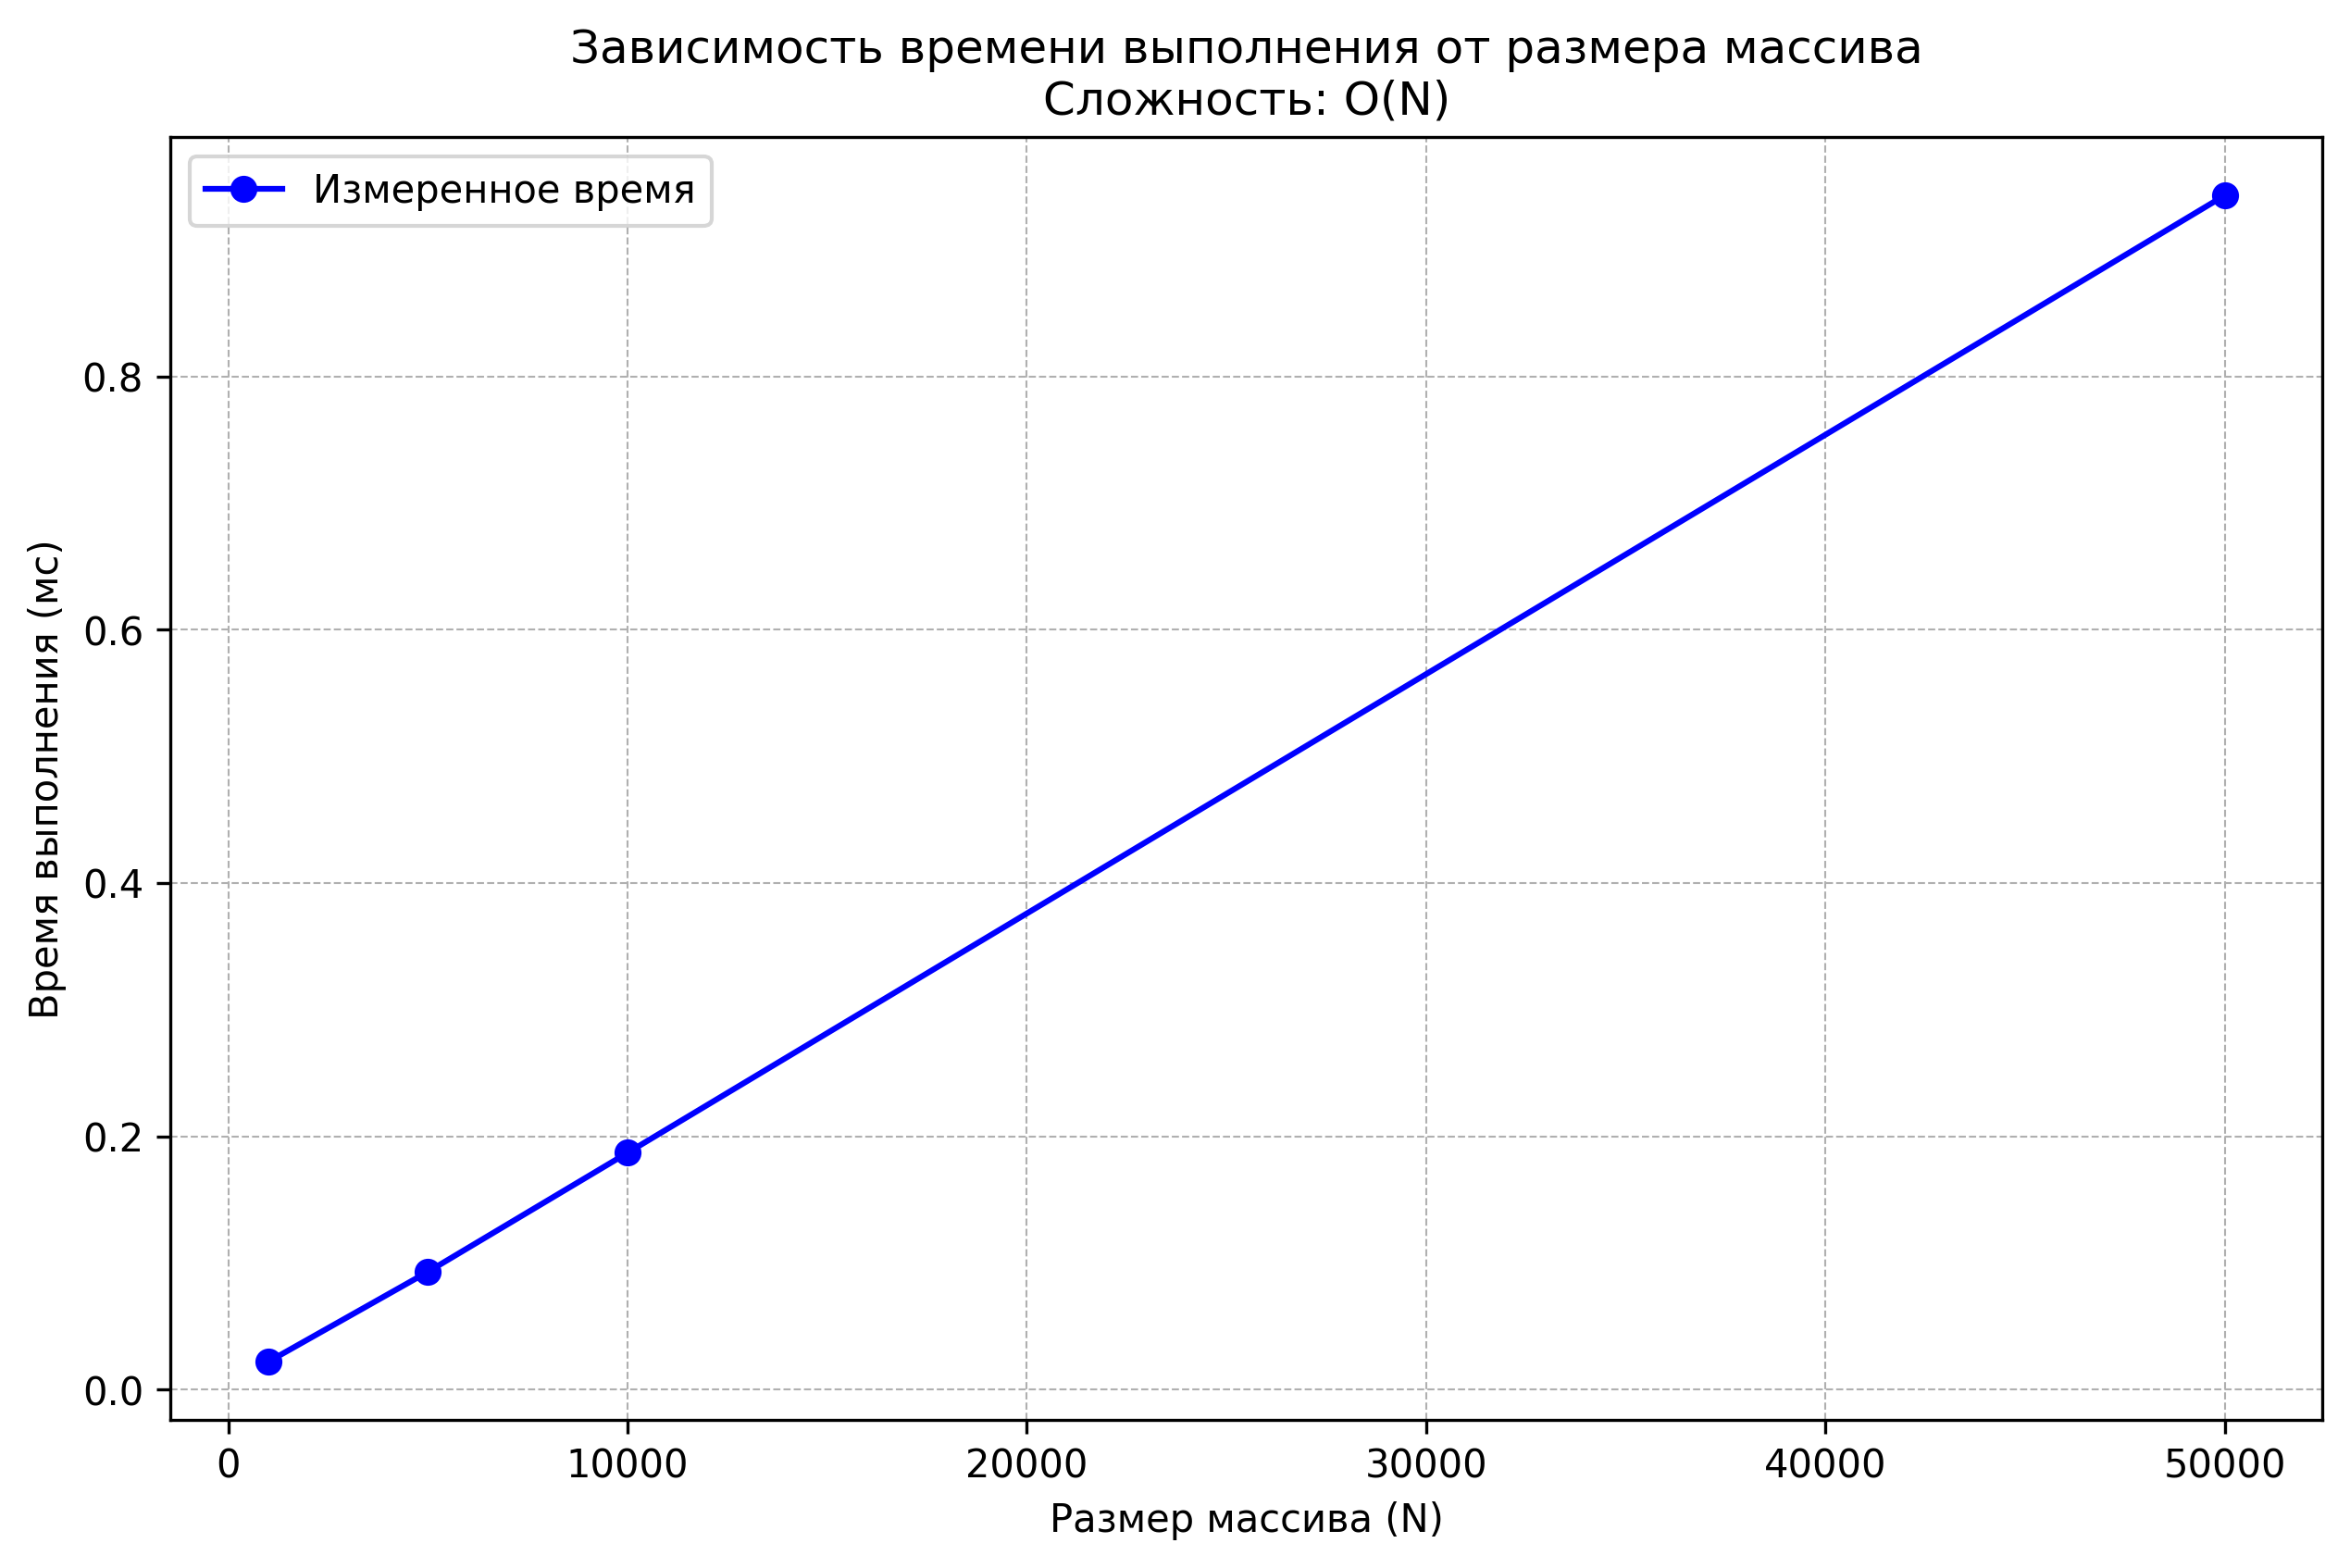 Зависимость времени выполнения от размера массива
Сложность: O(N)
Измеренное время
Время выполнения (мс)
0.8
0.6
0.4
0.2
0.0
0 10000 20000 30000 40000 50000
Размер массива (N)